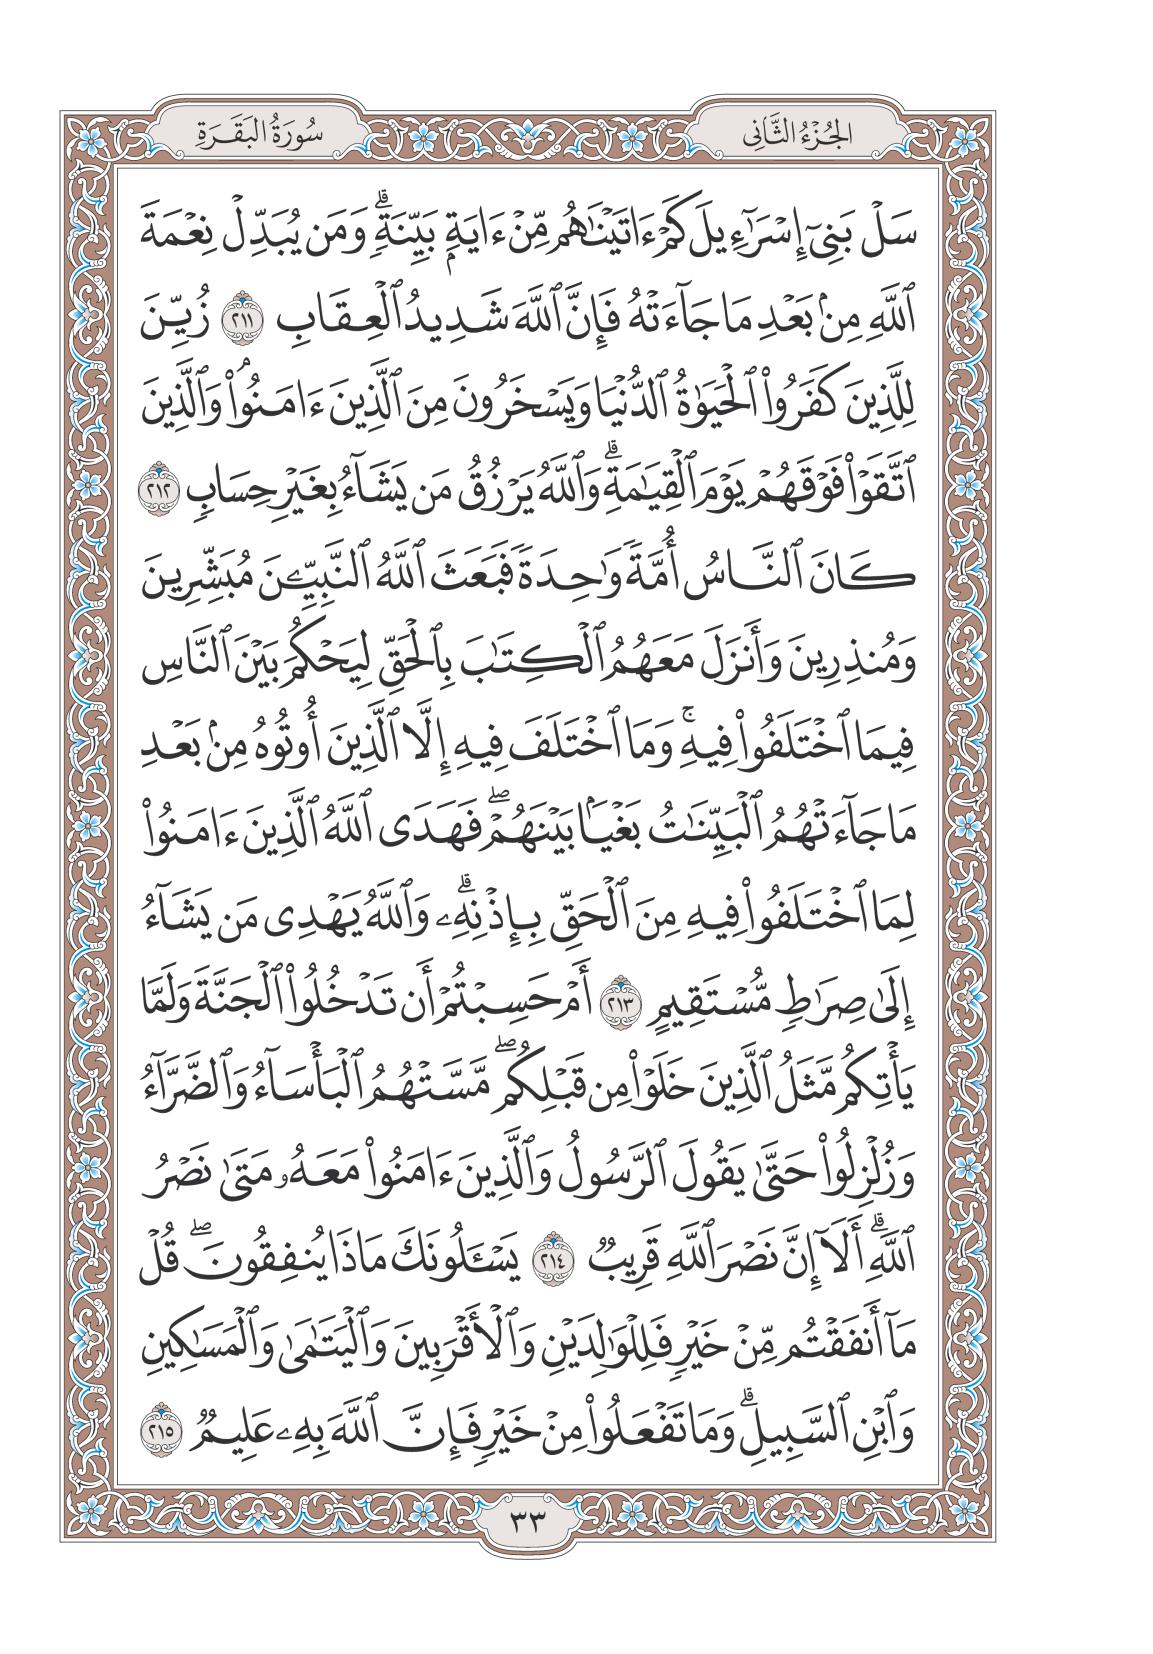 الجُزْءُ الثَّانِي
سُورَةُ البَقَرَةِ
سَلْ بَنِيٓ إِسْرَٰٓءِيلَ كَمْ ءَاتَيْنَٰهُم مِّنْ ءَايَةِۭ بَيِّنَةٖۗ وَمَن يُبَدِّلْ نِعْمَةَ
ٱللَّهِ مِنۢ بَعْدِ مَا جَآءَتْهُ فَإِنَّ ٱللَّهَ شَدِيدُ ٱلْعِقَابِ ٢١١ زُيِّنَ
لِلَّذِينَ كَفَرُوا۟ ٱلْحَيَوٰةُ ٱلدُّنْيَا وَيَسْخَرُونَ مِنَ ٱلَّذِينَ ءَامَنُوا۟ۘ وَٱلَّذِينَ
ٱتَّقَوْا۟ فَوْقَهُمْ يَوْمَ ٱلْقِيَٰمَةِۗ وَٱللَّهُ يَرْزُقُ مَن يَشَآءُ بِغَيْرِ حِسَابٖ ٢١٢
كَانَ ٱلنَّاسُ أُمَّةٗ وَٰحِدَةٗ فَبَعَثَ ٱللَّهُ ٱلنَّبِيِّـۧنَ مُبَشِّرِينَ
وَمُنذِرِينَ وَأَنزَلَ مَعَهُمُ ٱلْكِتَٰبَ بِٱلْحَقِّ لِيَحْكُمَ بَيْنَ ٱلنَّاسِ
فِيمَا ٱخْتَلَفُوا۟ فِيهِۚ وَمَا ٱخْتَلَفَ فِيهِ إِلَّا ٱلَّذِينَ أُوتُوهُ مِنۢ بَعْدِ
مَا جَآءَتْهُمُ ٱلْبَيِّنَٰتُ بَغْيَۢا بَيْنَهُمْۖ فَهَدَى ٱللَّهُ ٱلَّذِينَ ءَامَنُوا۟
لِمَا ٱخْتَلَفُوا۟ فِيهِ مِنَ ٱلْحَقِّ بِإِذْنِهِۦۗ وَٱللَّهُ يَهْدِى مَن يَشَآءُ
إِلَىٰ صِرَٰطٖ مُّسْتَقِيمٍ ٢١٣ أَمْ حَسِبْتُمْ أَن تَدْخُلُوا۟ ٱلْجَنَّةَ وَلَمَّا
يَأْتِكُم مَّثَلُ ٱلَّذِينَ خَلَوْا۟ مِن قَبْلِكُمۖ مَّسَّتْهُمُ ٱلْبَأْسَآءُ وَٱلضَّرَّآءُ
وَزُلْزِلُوا۟ حَتَّىٰ يَقُولَ ٱلرَّسُولُ وَٱلَّذِينَ ءَامَنُوا۟ مَعَهُۥ مَتَىٰ نَصْرُ
ٱللَّهِۗ أَلَآ إِنَّ نَصْرَ ٱللَّهِ قَرِيبٞ ٢١٤ يَسْـَٔلُونَكَ مَاذَا يُنفِقُونَۖ قُلْ
مَآ أَنفَقْتُم مِّنْ خَيْرٖ فَلِلْوَٰلِدَيْنِ وَٱلْأَقْرَبِينَ وَٱلْيَتَٰمَىٰ وَٱلْمَسَٰكِينِ
وَٱبْنِ ٱلسَّبِيلِۗ وَمَا تَفْعَلُوا۟ مِنْ خَيْرٖ فَإِنَّ ٱللَّهَ بِهِۦ عَلِيمٞ ٢١٥
٣٣